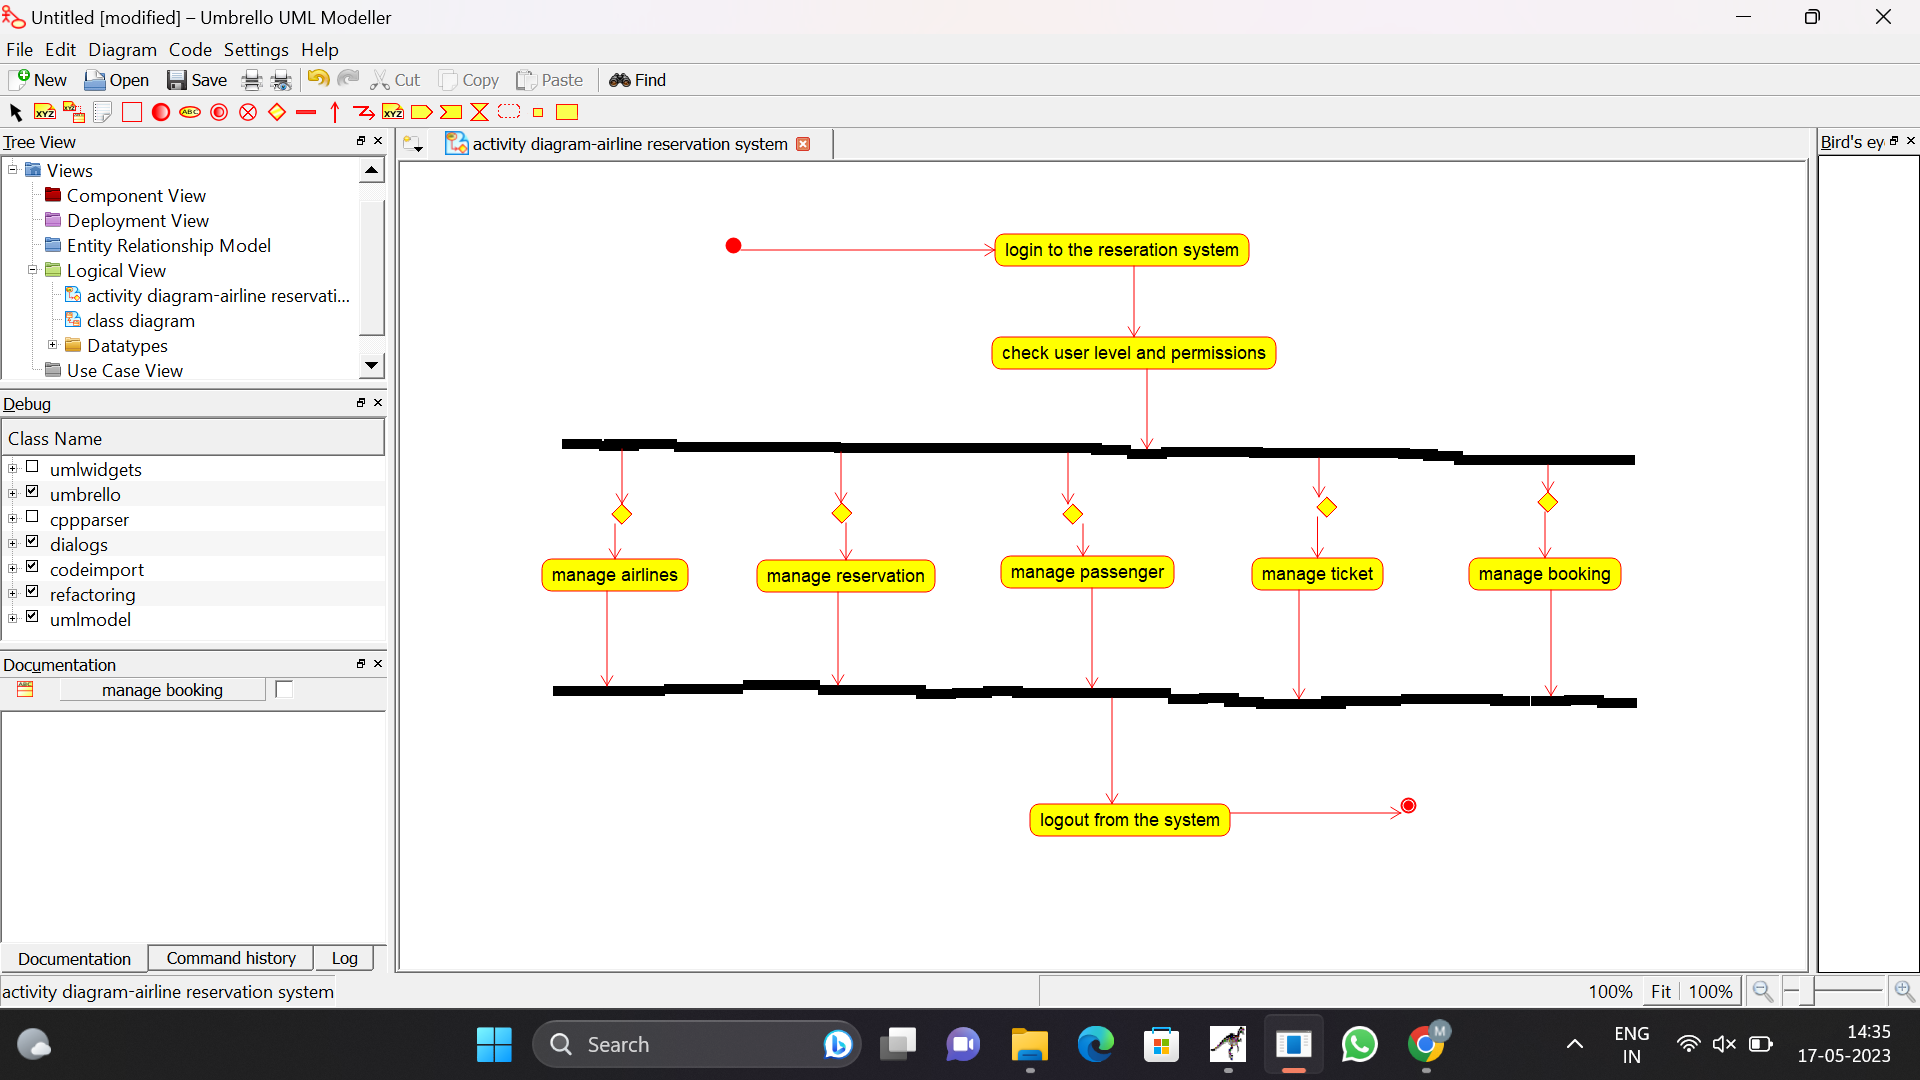 Untitled [modified] – Umbrello UML Modeller
File Edit Diagram Code Settings Help
New Open Save Cut Copy Paste Find
XYZ ABC XYZ
Tree View
Views
Component View
Deployment View
Entity Relationship Model
Logical View
activity diagram-airline reservati...
class diagram
Datatypes
Use Case View
Debug
Class Name
umlwidgets
umbrello
cppparser
dialogs
codeimport
refactoring
umlmodel
Documentation
manage booking
Documentation Command history Log
activity diagram-airline reservation system
activity diagram-airline reservation system
Bird's ey
login to the reseration system
check user level and permissions
manage airlines
manage reservation
manage passenger
manage ticket
manage booking
logout from the system
100% Fit 100%
Search
M
ENG
IN
14:35
17-05-2023